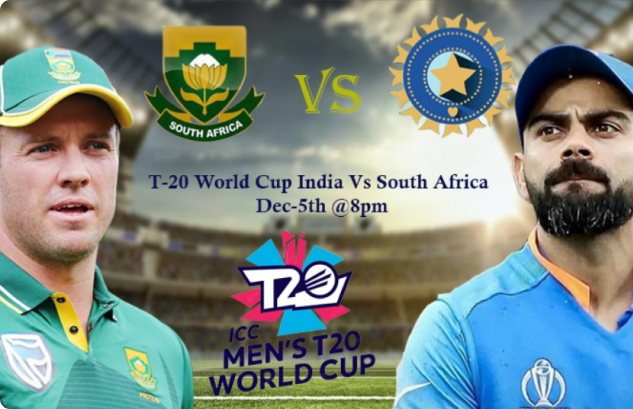 SOUTH AFRICA
VS
T-20 World Cup India Vs South Africa
Dec-5th @8pm
T20
ICC
MEN'S T20
WORLD CUP